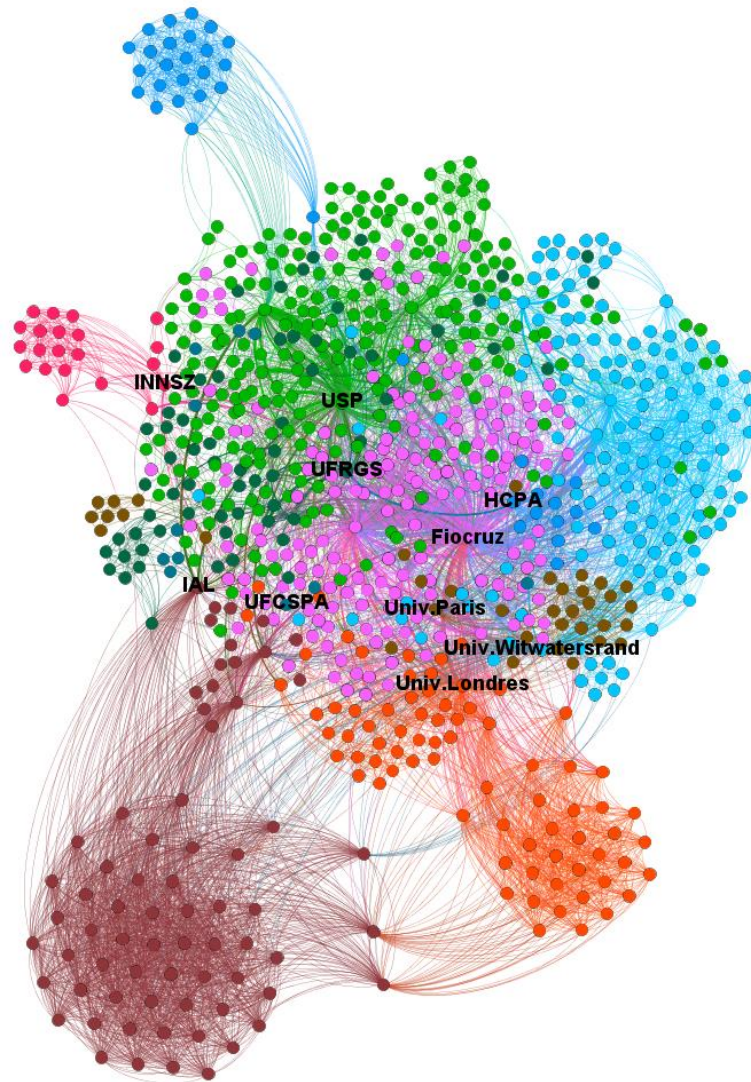 INNSZ
USP
UFRGS
HCPA
Fiocruz
IAL
UFCSPA
Univ.Paris
Univ.Witwatersrand
Univ.Londres